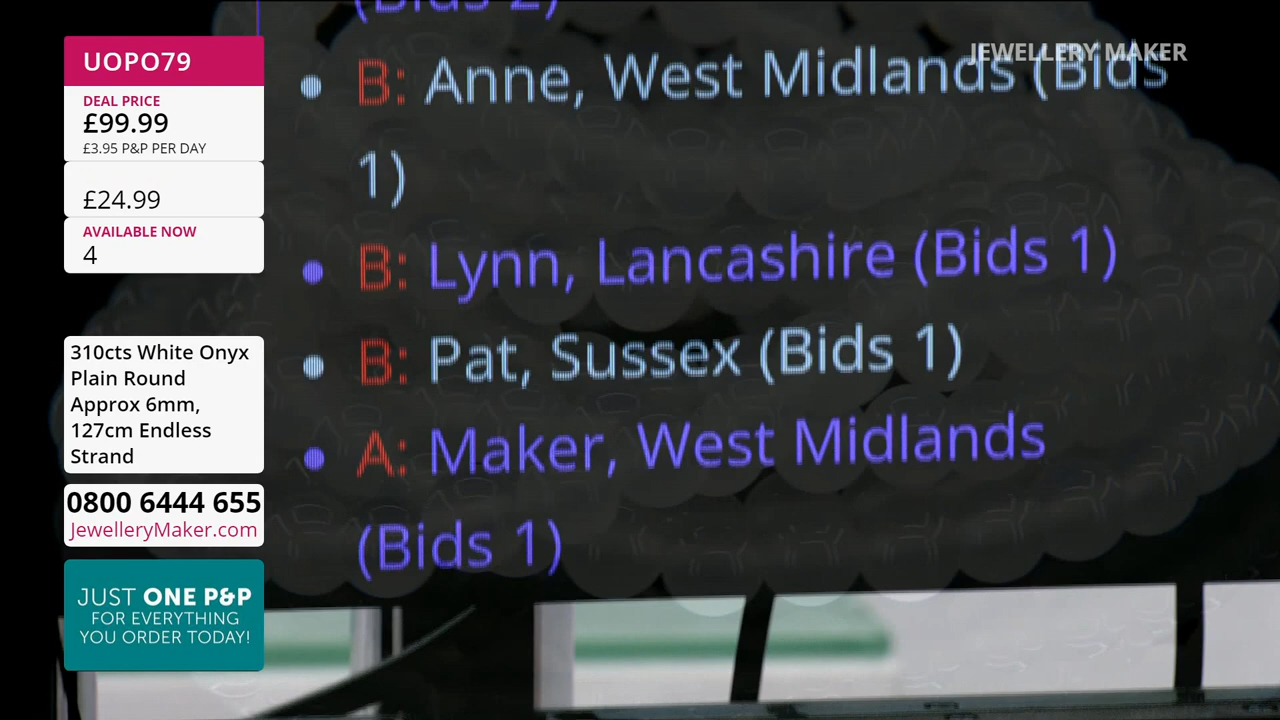 UOPO79
DEAL PRICE
£99.99
£3.95 P&P PER DAY
£24.99
AVAILABLE NOW
4
310cts White Onyx
Plain Round
Approx 6mm,
127cm Endless
Strand
0800 6444 655
JewelleryMaker.com
JUST ONE P&P
FOR EVERYTHING
YOU ORDER TODAY!
JEWELLERY MAKER
(Bids 2)
• B: Anne, West Midlands (Bids
1)
• B: Lynn, Lancashire (Bids 1)
• B: Pat, Sussex (Bids 1)
• A: Maker, West Midlands
(Bids 1)